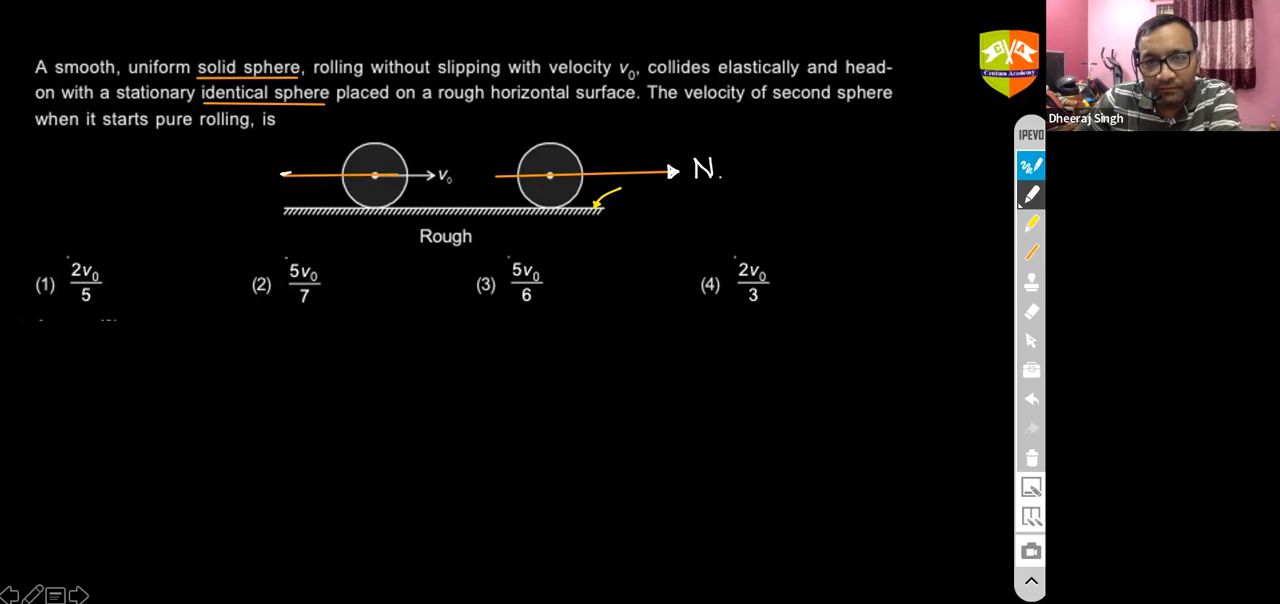 A smooth, uniform solid sphere, rolling without slipping with velocity v₀, collides elastically and head-
on with a stationary identical sphere placed on a rough horizontal surface. The velocity of second sphere
when it starts pure rolling, is
v₀
N.
Rough
(1) 2v₀/5 (2) 5v₀/7 (3) 5v₀/6 (4) 2v₀/3
C A
Centum Academy
Dheeraj Singh
IPEVO